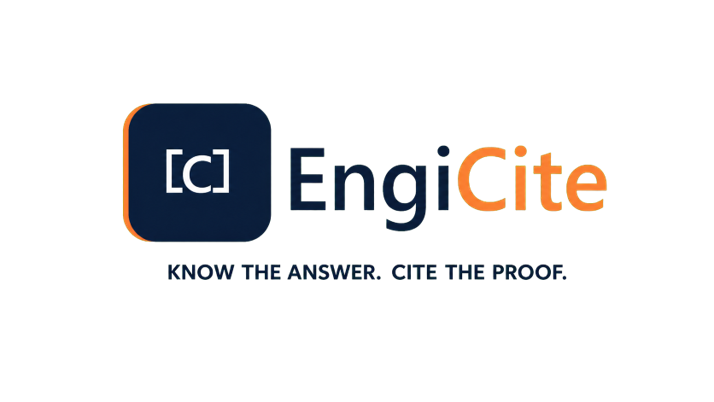 [c] EngiCite
KNOW THE ANSWER. CITE THE PROOF.